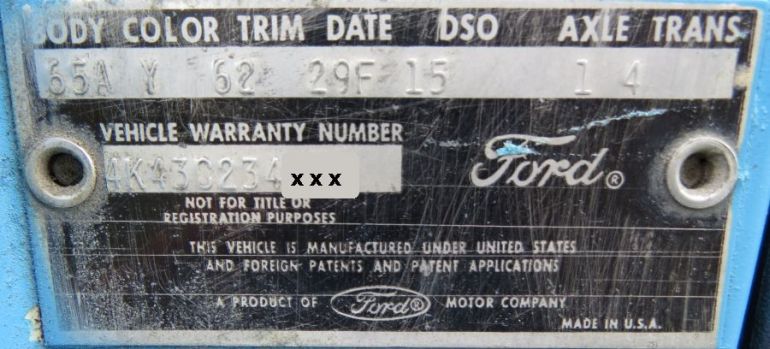 BODY COLOR TRIM DATE DSO AXLE TRANS
65A Y 62 29F 15 1 4
VEHICLE WARRANTY NUMBER
4K43C234 xxx
Ford®
NOT FOR TITLE OR
REGISTRATION PURPOSES
THIS VEHICLE IS MANUFACTURED UNDER UNITED STATES
AND FOREIGN PATENTS AND PATENT APPLICATIONS
A PRODUCT OF Ford® MOTOR COMPANY
MADE IN U.S.A.